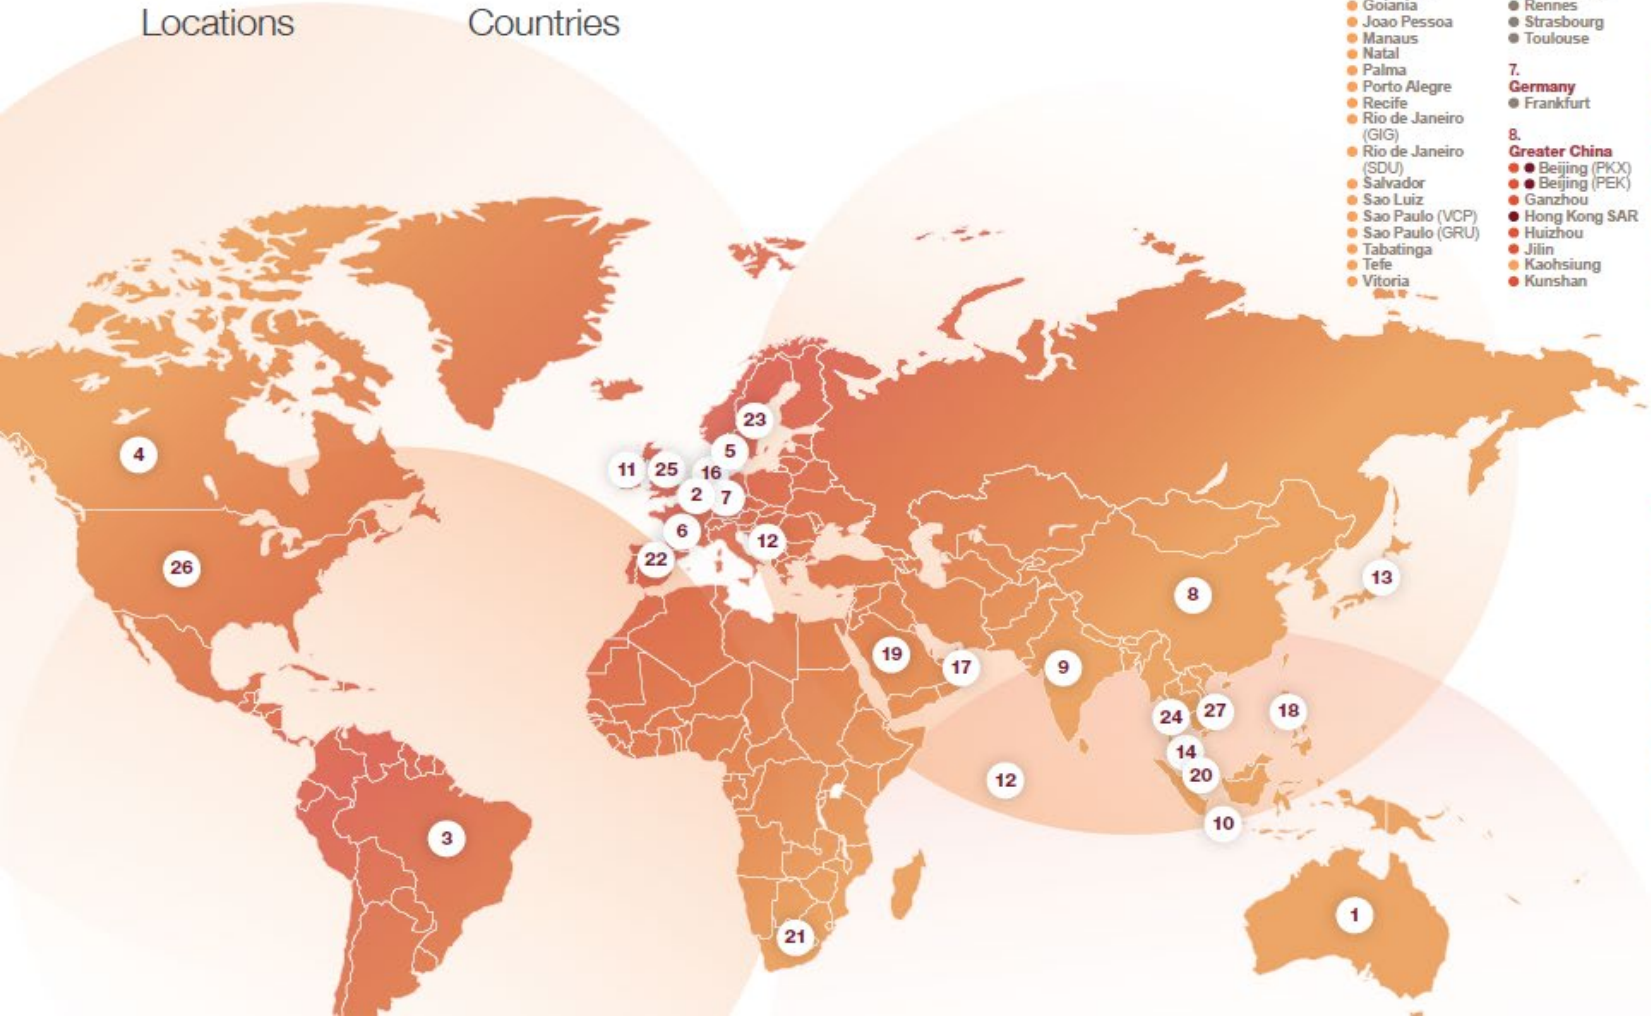 Locations
Countries
Goiania
Joao Pessoa
Manaus
Natal
Palma
Porto Alegre
Recife
Rio de Janeiro
(GIG)
Rio de Janeiro
(SDU)
Salvador
Sao Luiz
Sao Paulo (VCP)
Sao Paulo (GRU)
Tabatinga
Tefe
Vitoria
Rennes
Strasbourg
Toulouse
7.
Germany
Frankfurt
8.
Greater China
Beijing (PKX)
Beijing (PEK)
Ganzhou
Hong Kong SAR
Huizhou
Jilin
Kaohsiung
Kunshan
23
4
5
11
25
16
2
7
6
12
22
26
13
8
19
17
9
24
27
18
14
20
12
10
3
1
21